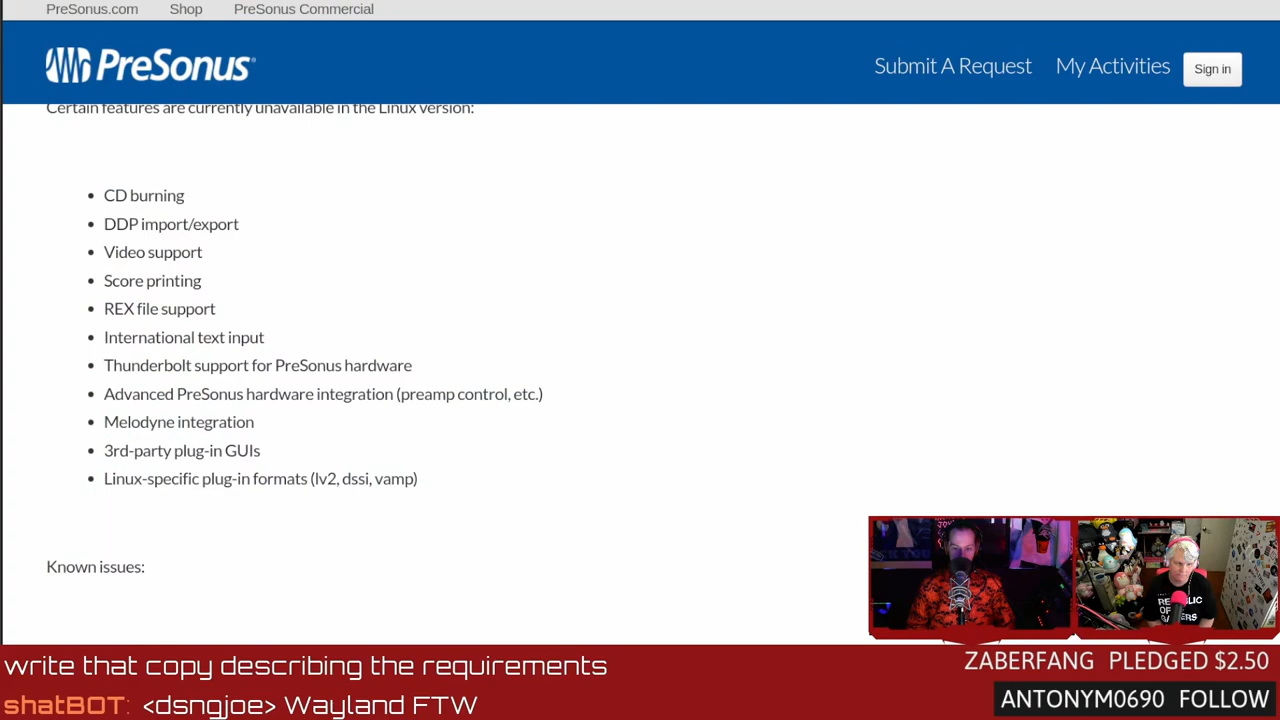 PreSonus.com Shop PreSonus Commercial
PreSonus Submit A Request My Activities Sign in
Certain features are currently unavailable in the Linux version:
• CD burning
• DDP import/export
• Video support
• Score printing
• REX file support
• International text input
• Thunderbolt support for PreSonus hardware
• Advanced PreSonus hardware integration (preamp control, etc.)
• Melodyne integration
• 3rd-party plug-in GUIs
• Linux-specific plug-in formats (lv2, dssi, vamp)
Known issues:
write that copy describing the requirements
shatBOT: <dsngjoe> Wayland FTW
ZABERFANG PLEDGED $2.50
ANTONYM0690 FOLLOW